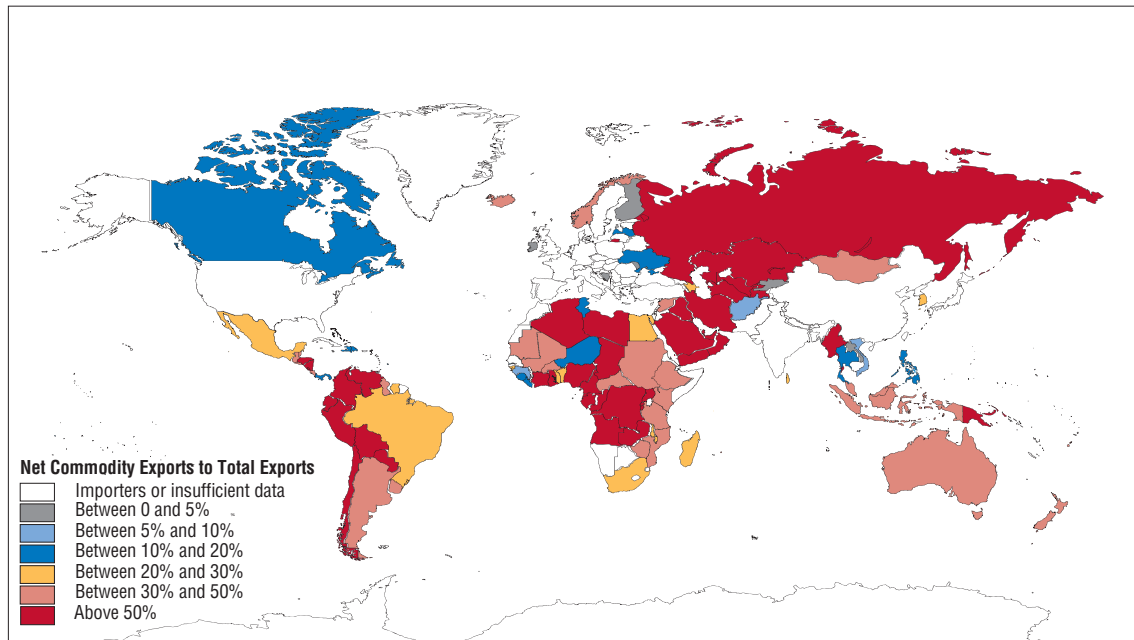 Net Commodity Exports to Total Exports
Importers or insufficient data
Between 0 and 5%
Between 5% and 10%
Between 10% and 20%
Between 20% and 30%
Between 30% and 50%
Above 50%